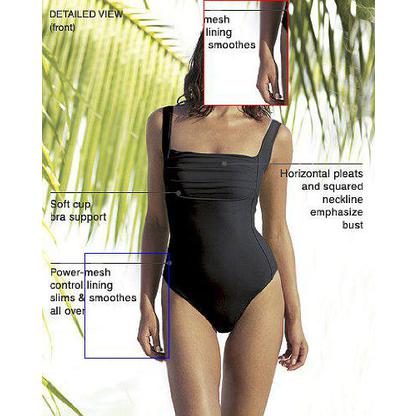 DETAILED VIEW
(front)
mesh
lining
smoothes
Horizontal pleats
and squared
neckline
emphasize
bust
Soft cup
bra support
Power-mesh
control lining
slims & smoothes
all over